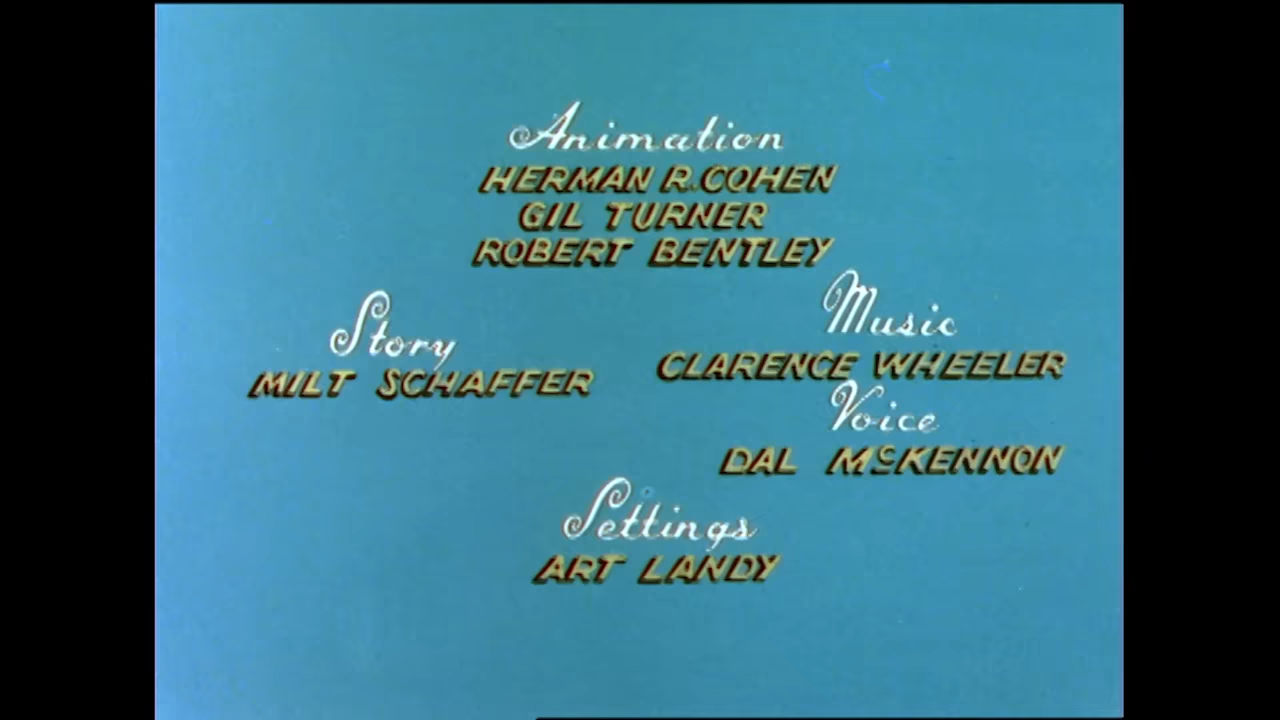 Animation
HERMAN R. COHEN
GIL TURNER
ROBERT BENTLEY
Story
MILT SCHAFFER
Music
CLARENCE WHEELER
Voice
DAL McKENNON
Settings
ART LANDY